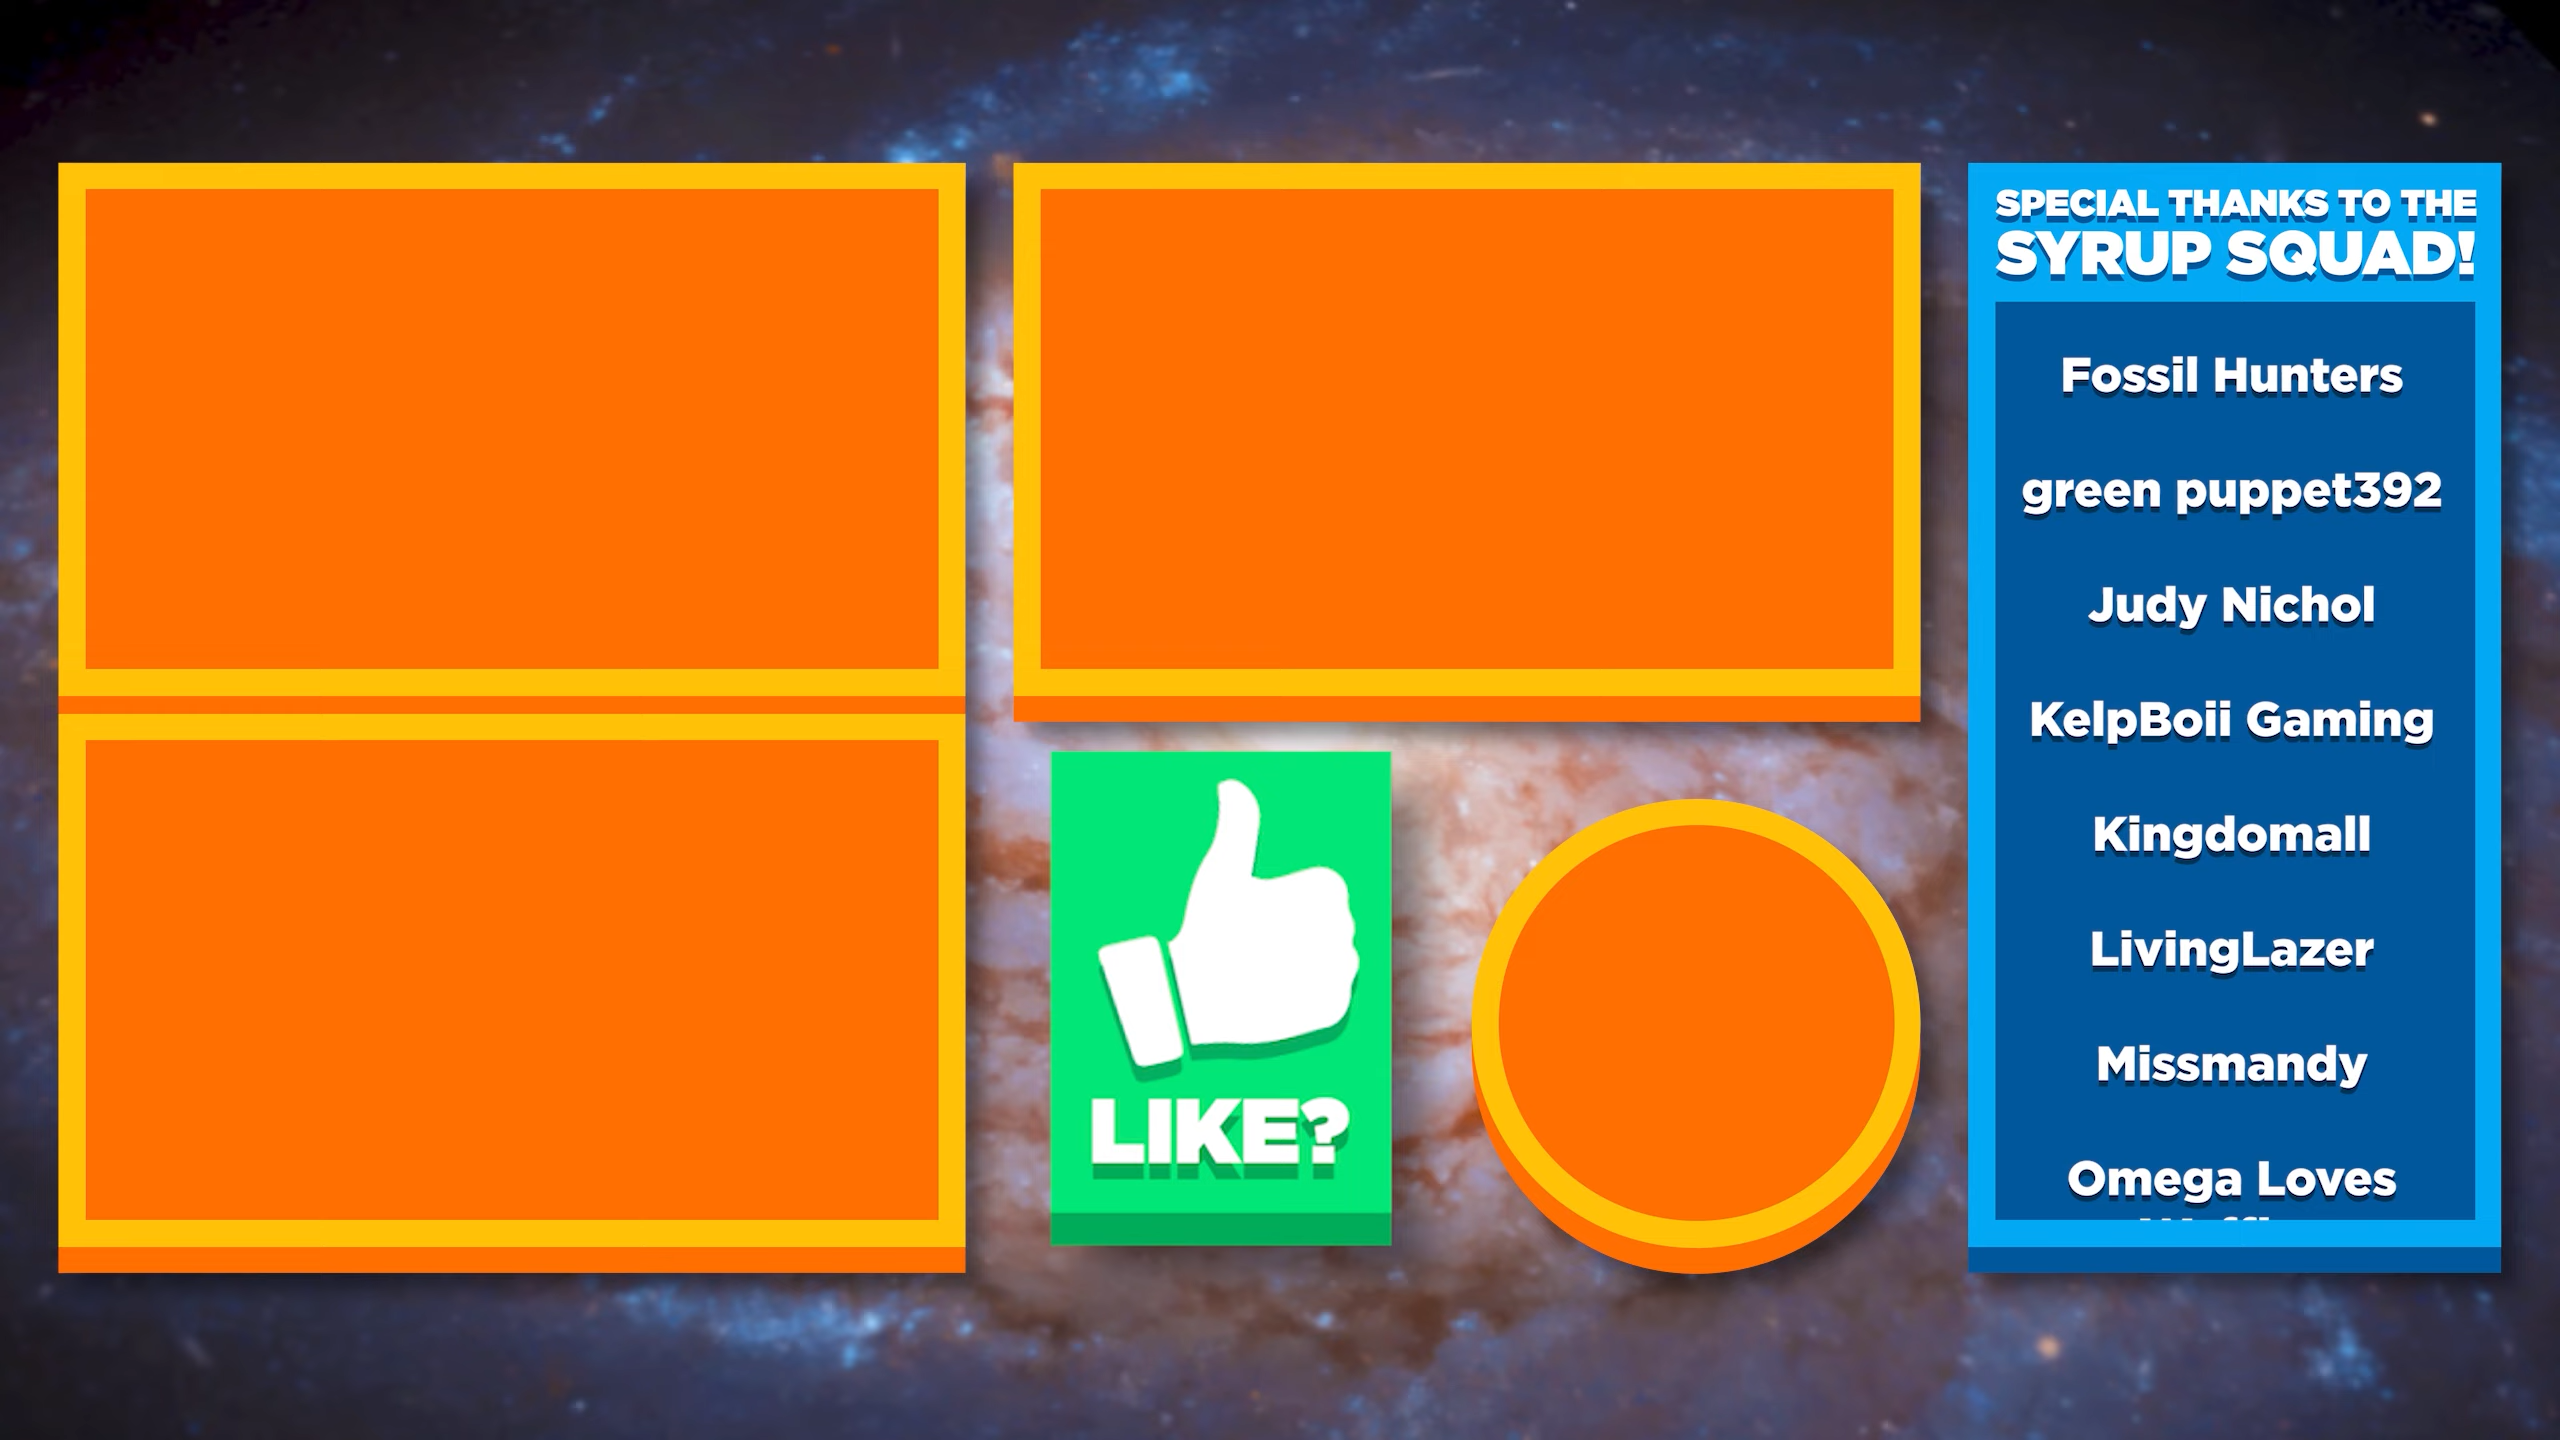 SPECIAL THANKS TO THE
SYRUP SQUAD!
Fossil Hunters
green puppet392
Judy Nichol
KelpBoii Gaming
Kingdomall
LivingLazer
Missmandy
Omega Loves
LIKE?